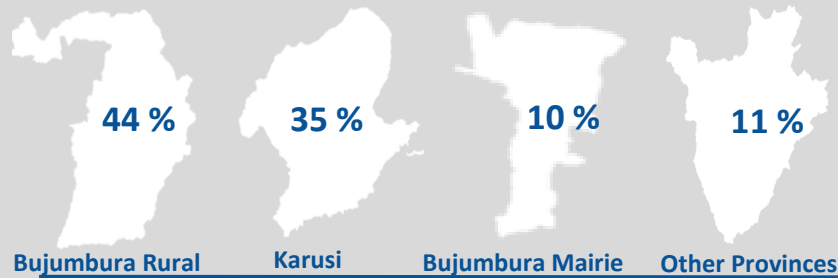 44 % 35 % 10 % 11 %
Bujumbura Rural Karusi Bujumbura Mairie Other Provinces